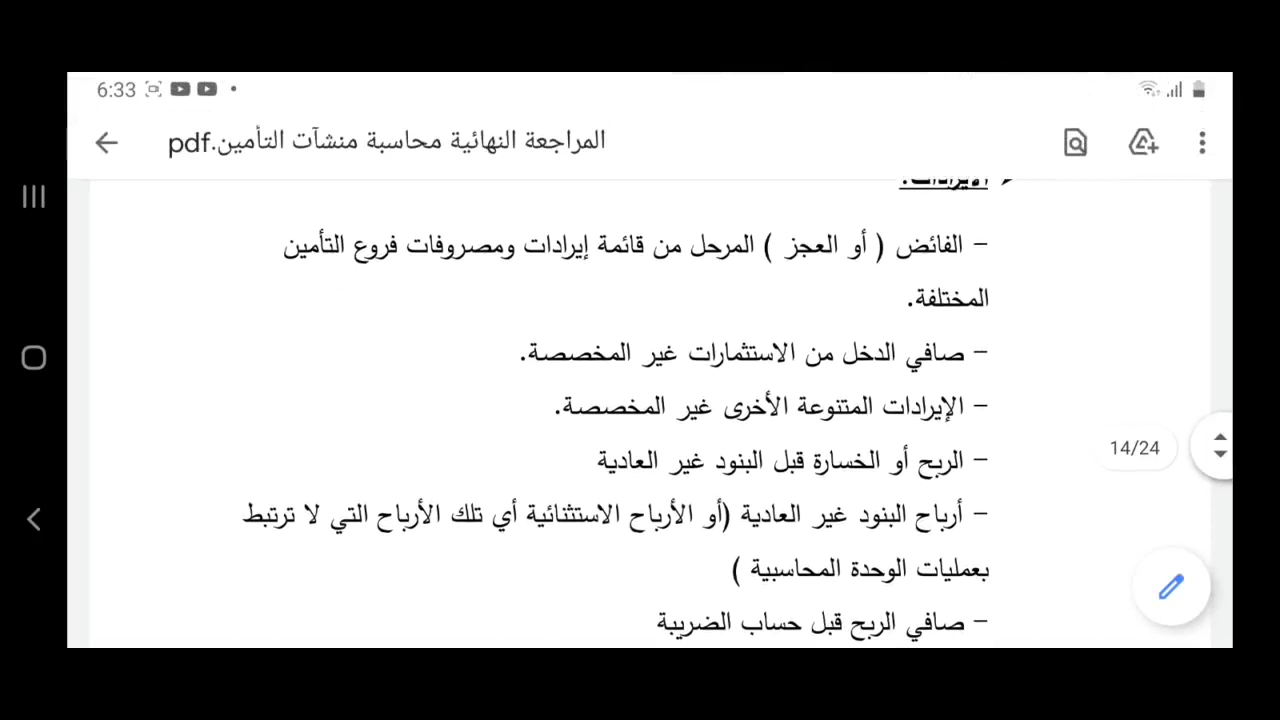 6:33
المراجعة النهائية محاسبة منشآت التأمين.pdf
الإيرادات:
– الفائض ( أو العجز ) المرحل من قائمة إيرادات ومصروفات فروع التأمين
المختلفة.
– صافي الدخل من الاستثمارات غير المخصصة.
– الإيرادات المتنوعة الأخرى غير المخصصة.
– الربح أو الخسارة قبل البنود غير العادية
14/24
– أرباح البنود غير العادية (أو الأرباح الاستثنائية أي تلك الأرباح التي لا ترتبط
بعمليات الوحدة المحاسبية )
– صافي الربح قبل حساب الضريبة